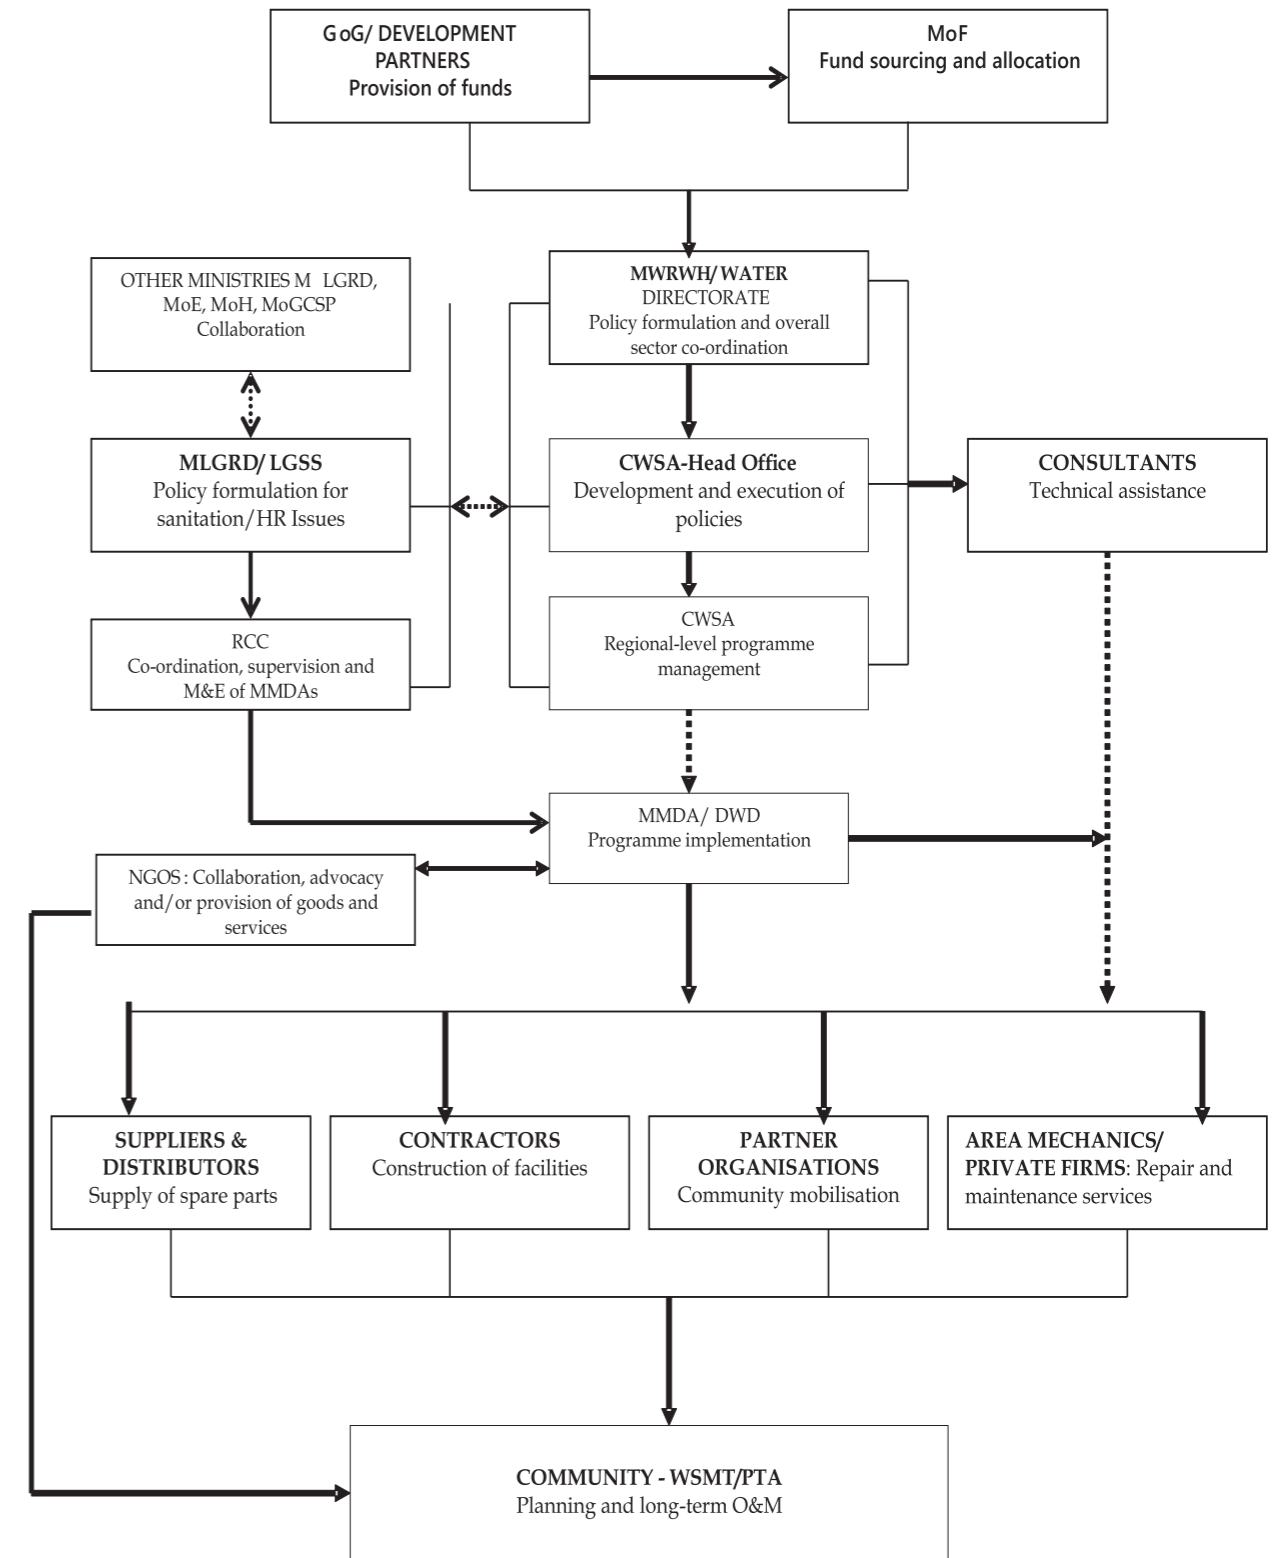 GoG/ DEVELOPMENT
PARTNERS
Provision of funds
MoF
Fund sourcing and allocation
OTHER MINISTRIES M LGRD,
MoE, MoH, MoGCSP
Collaboration
MWRWH/ WATER
DIRECTORATE
Policy formulation and overall
sector co-ordination
MLGRD/ LGSS
Policy formulation for
sanitation/HR Issues
CWSA-Head Office
Development and execution of
policies
CONSULTANTS
Technical assistance
RCC
Co-ordination, supervision and
M&E of MMDAs
CWSA
Regional-level programme
management
MMDA/ DWD
Programme implementation
NGOS : Collaboration, advocacy
and/or provision of goods and
services
SUPPLIERS &
DISTRIBUTORS
Supply of spare parts
CONTRACTORS
Construction of facilities
PARTNER
ORGANISATIONS
Community mobilisation
AREA MECHANICS/
PRIVATE FIRMS: Repair and
maintenance services
COMMUNITY - WSMT/PTA
Planning and long-term O&M